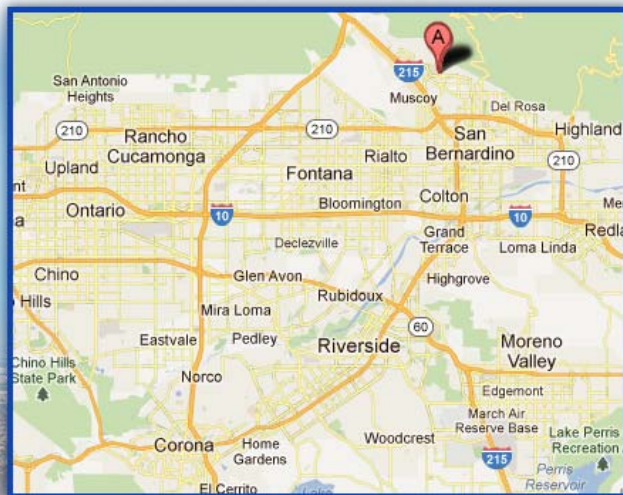 A
215
San Antonio
Heights
Muscoy
Del Rosa
210
Rancho
Cucamonga
210
San
Bernardino
Highland
Upland
Rialto
210
Fontana
nt
Ontario
10
Bloomington
Colton
10
Me
a
Declezville
Grand
Terrace
Loma Linda
Redla
Chino
Glen Avon
Highgrove
Hills
Mira Loma
Rubidoux
60
Eastvale
Pedley
Riverside
Moreno
Valley
Chino Hills
State Park
Norco
Edgemont
March Air
Reserve Base
Corona
Home
Gardens
Woodcrest
Lake Perris
Recreation
215
Perris
Reservoir
El Cerrito
Lake